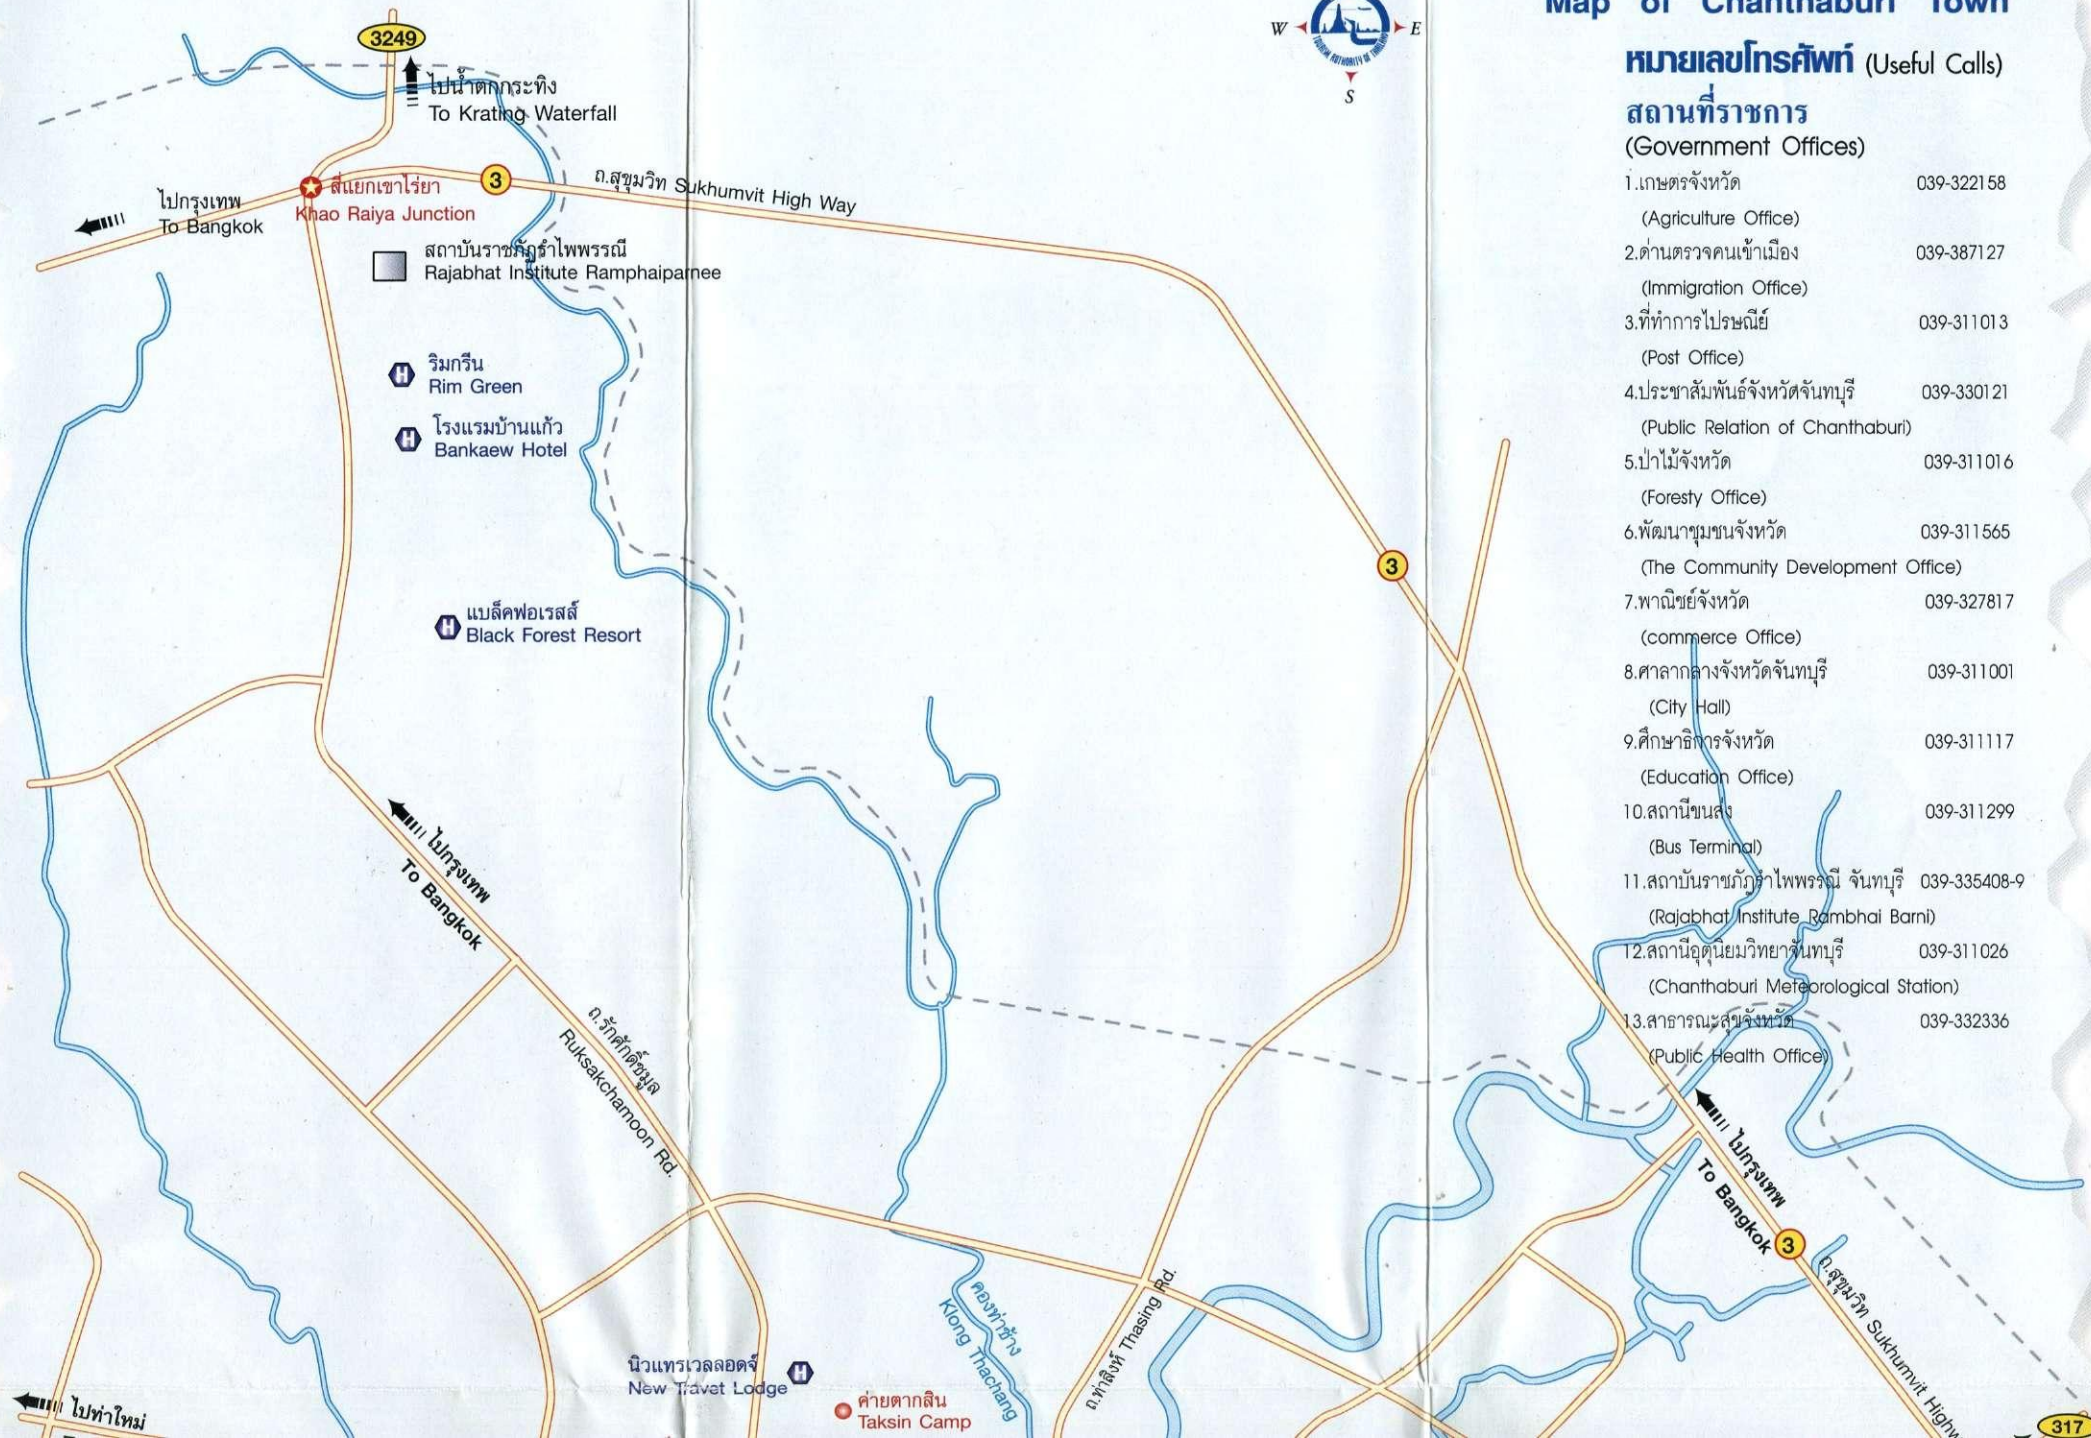 Map of Chanthaburi Town
W
E
S
TOURISM AUTHORITY OF THAILAND
หมายเลขโทรศัพท์ (Useful Calls)
สถานที่ราชการ
(Government Offices)
1.เกษตรจังหวัด 039-322158
(Agriculture Office)
2.ด่านตรวจคนเข้าเมือง 039-387127
(Immigration Office)
3.ที่ทำการไปรษณีย์ 039-311013
(Post Office)
4.ประชาสัมพันธ์จังหวัดจันทบุรี 039-330121
(Public Relation of Chanthaburi)
5.ป่าไม้จังหวัด 039-311016
(Foresty Office)
6.พัฒนาชุมชนจังหวัด 039-311565
(The Community Development Office)
7.พาณิชย์จังหวัด 039-327817
(commerce Office)
8.ศาลากลางจังหวัดจันทบุรี 039-311001
(City Hall)
9.ศึกษาธิการจังหวัด 039-311117
(Education Office)
10.สถานีขนส่ง 039-311299
(Bus Terminal)
11.สถาบันราชภัฏรำไพพรรณี จันทบุรี 039-335408-9
(Rajabhat Institute Rambhai Barni)
12.สถานีอุตุนิยมวิทยาจันทบุรี 039-311026
(Chanthaburi Meteorological Station)
13.สาธารณะสุขจังหวัด 039-332336
(Public Health Office)
3249
ไปน้ำตกกระทิง
To Krating Waterfall
3
ถ.สุขุมวิท Sukhumvit High Way
สี่แยกเขาไร่ยา
Khao Raiya Junction
ไปกรุงเทพ
To Bangkok
สถาบันราชภัฏรำไพพรรณี
Rajabhat Institute Ramphaiparnee
H
ริมกรีน
Rim Green
H
โรงแรมบ้านแก้ว
Bankaew Hotel
3
H
แบล็คฟอเรสส์
Black Forest Resort
ไปกรุงเทพ
To Bangkok
ถ.รักศักดิ์ชมูล
Ruksakchamoon Rd.
ไปกรุงเทพ
To Bangkok
3
ถ.สุขุมวิท Sukhumvit Highw
คองท่าช้าง
Klong Thachang
ถ.ท่าสิงห์ Thasing Rd.
นิวแทรเวลลอดจ์
New Travet Lodge
H
ค่ายตากสิน
Taksin Camp
ไปท่าใหม่
317